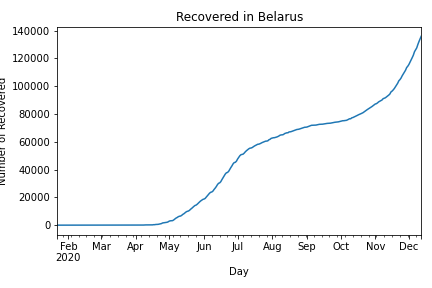 Recovered in Belarus
140000
120000
100000
80000
60000
40000
20000
0
Number of Recovered
Feb Mar Apr May Jun Jul Aug Sep Oct Nov Dec
2020
Day